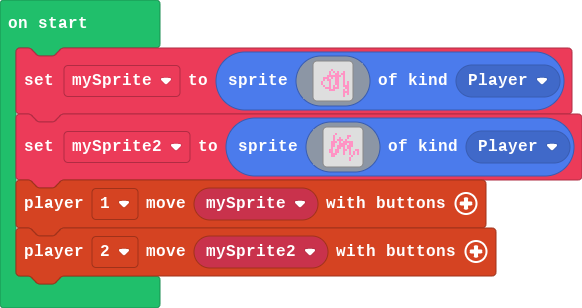 on start
set mySprite to sprite of kind Player
set mySprite2 to sprite of kind Player
player 1 move mySprite with buttons
player 2 move mySprite2 with buttons